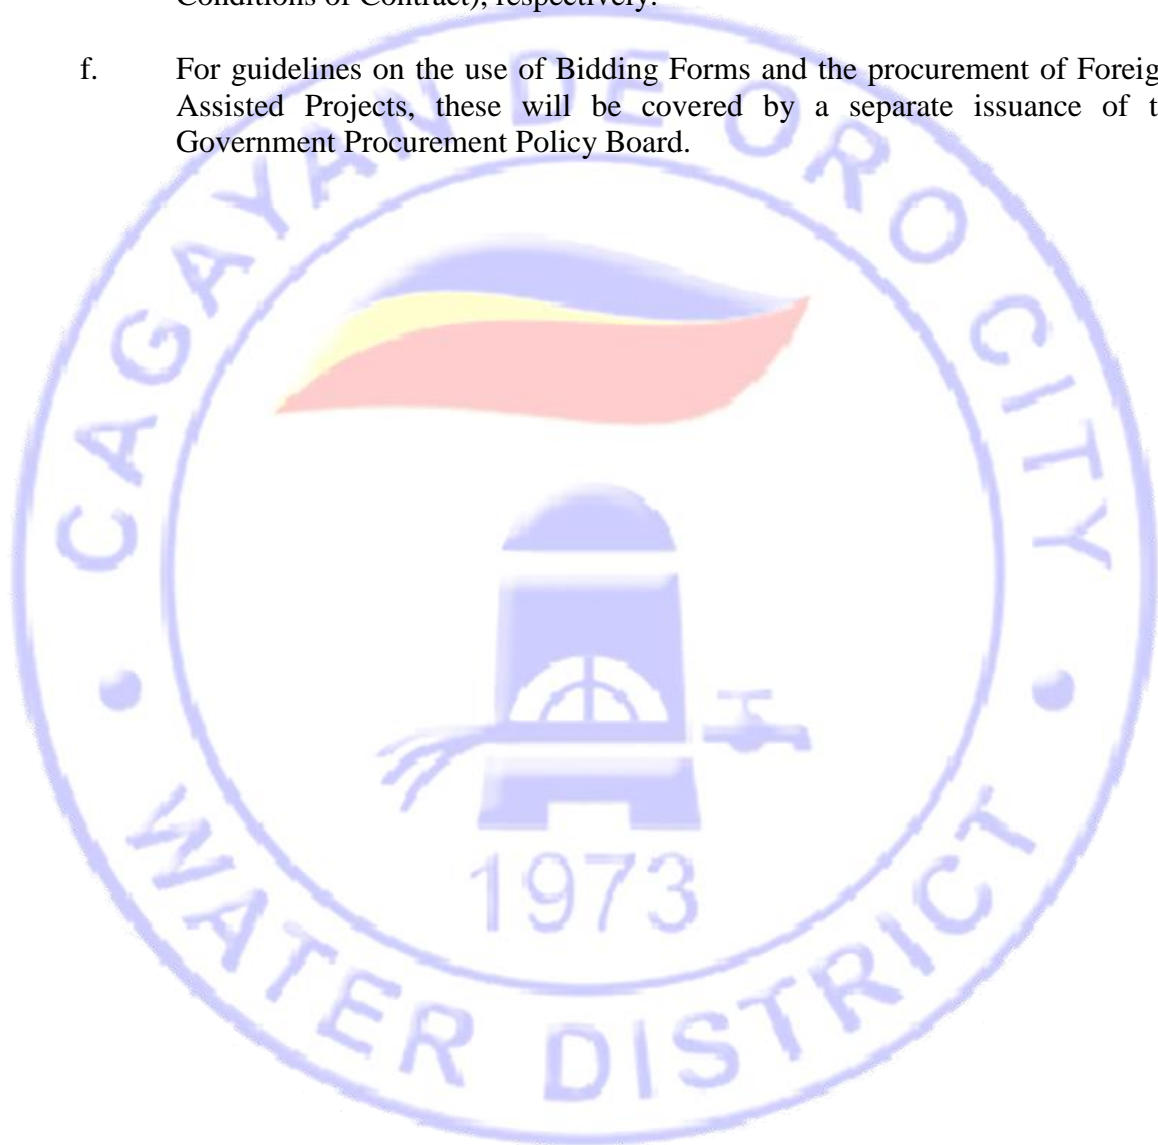 Conditions of Contract), respectively.
f. For guidelines on the use of Bidding Forms and the procurement of Foreig
Assisted Projects, these will be covered by a separate issuance of t
Government Procurement Policy Board.
CAGAYAN DE ORO CITY
1973
WATER DISTRICT